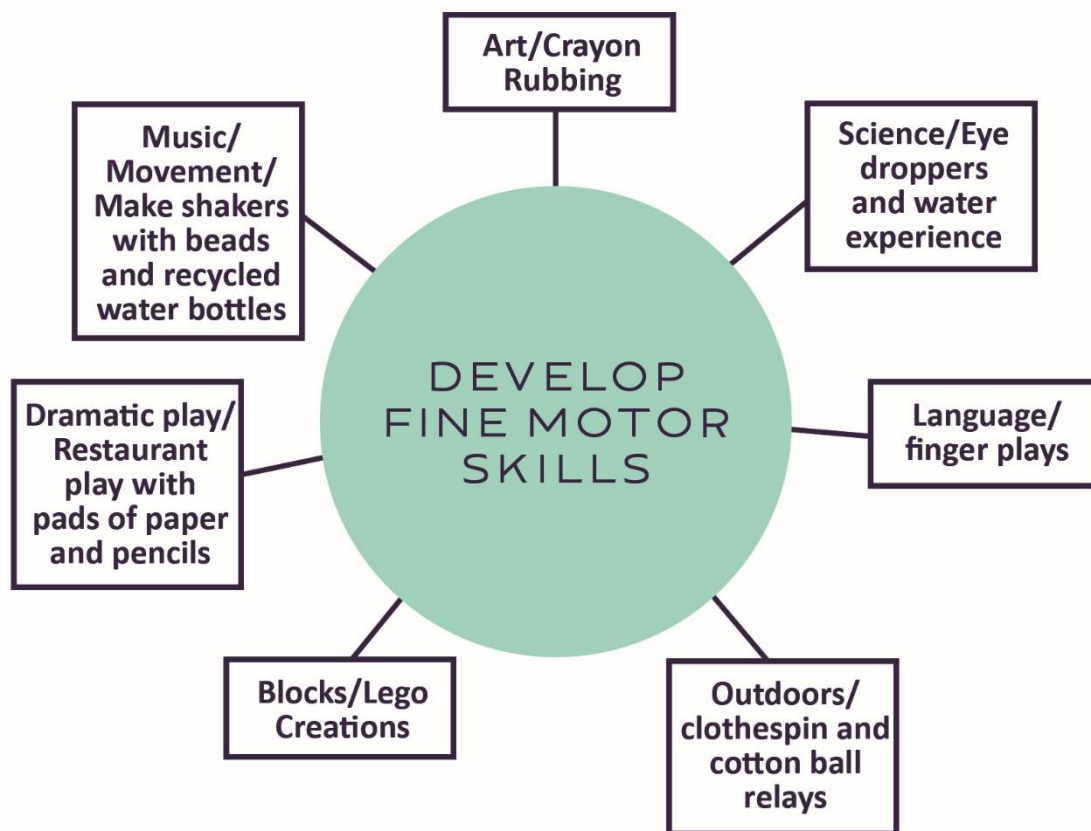 Art/Crayon
Rubbing
Music/
Movement/
Make shakers
with beads
and recycled
water bottles
Science/Eye
droppers
and water
experience
DEVELOP
FINE MOTOR
SKILLS
Dramatic play/
Restaurant
play with
pads of paper
and pencils
Language/
finger plays
Blocks/Lego
Creations
Outdoors/
clothespin and
cotton ball
relays